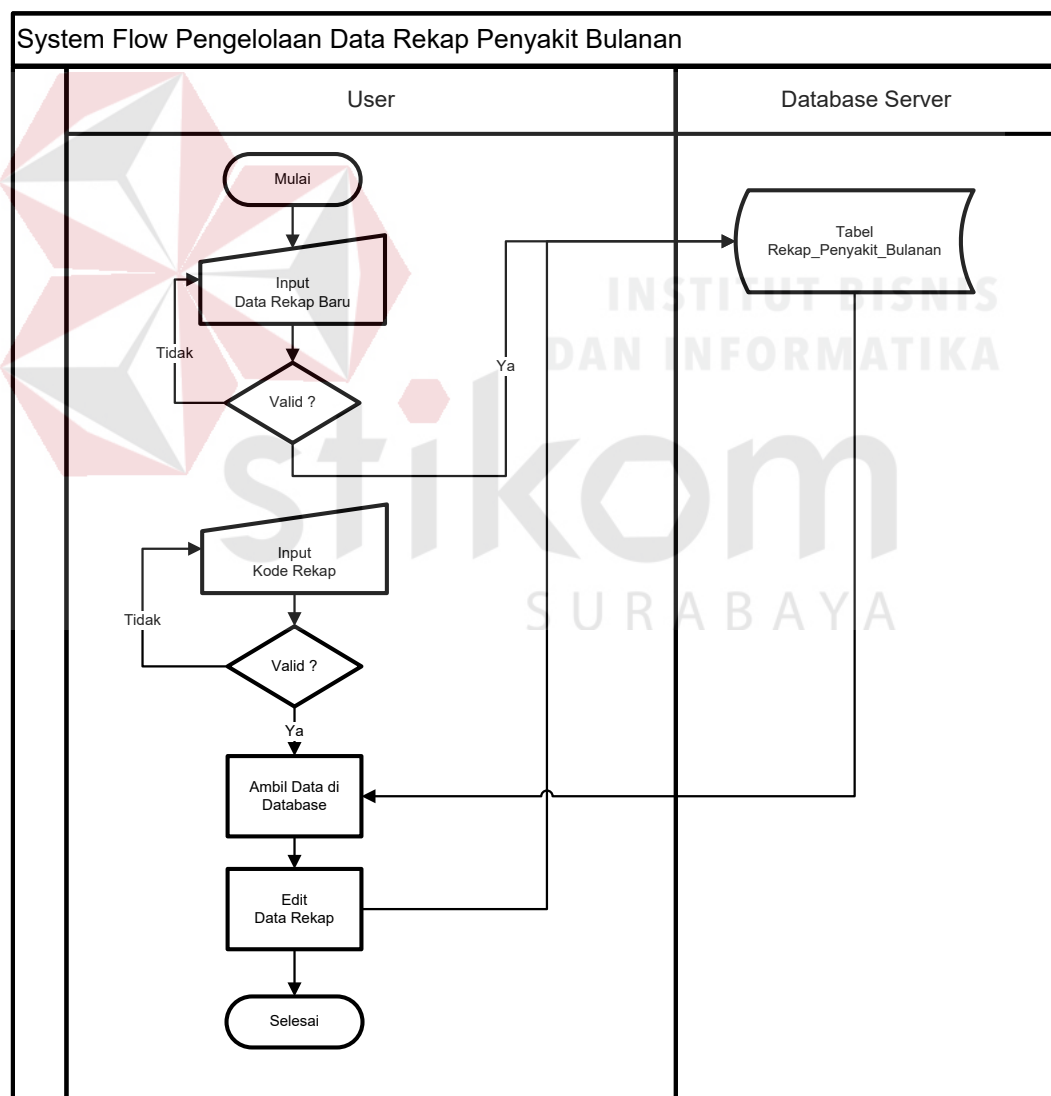 System Flow Pengelolaan Data Rekap Penyakit Bulanan
User
Database Server
Mulai
Tabel
Rekap_Penyakit_Bulanan
Input
Data Rekap Baru
INSTITUT BISNIS
DAN INFORMATIKA
Tidak
Ya
Valid ?
stikom
SURABAYA
Input
Kode Rekap
Tidak
Valid ?
Ya
Ambil Data di
Database
Edit
Data Rekap
Selesai